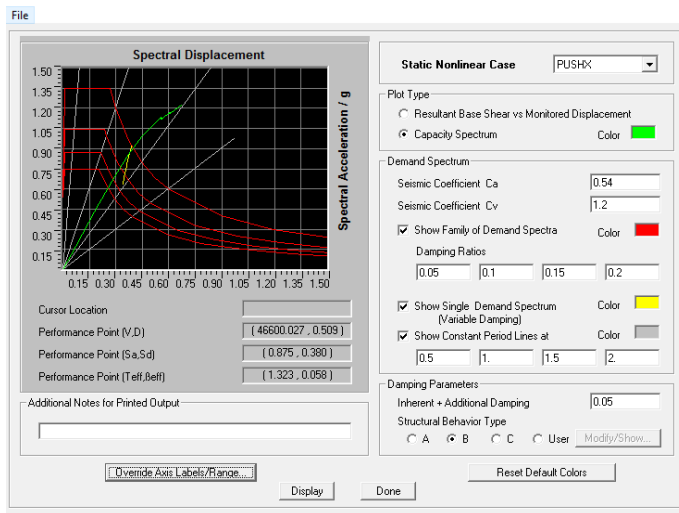 File
Spectral Displacement
1.50
1.35
1.20
1.05
0.90
0.75
0.60
0.45
0.30
0.15
0.15 0.30 0.45 0.60 0.75 0.90 1.05 1.20 1.35 1.50
Spectral Acceleration / g
Cursor Location
Performance Point (V,D) ( 46600.027 , 0.509 )
Performance Point (Sa,Sd) ( 0.875 , 0.380 )
Performance Point (Teff,βeff) ( 1.323 , 0.058 )
Additional Notes for Printed Output
Override Axis Labels/Range...
Static Nonlinear Case PUSHX
Plot Type
Resultant Base Shear vs Monitored Displacement
Capacity Spectrum Color
Demand Spectrum
Seismic Coefficient Ca 0.54
Seismic Coefficient Cv 1.2
Show Family of Demand Spectra Color
Damping Ratios
0.05 0.1 0.15 0.2
Show Single Demand Spectrum Color
(Variable Damping)
Show Constant Period Lines at Color
0.5 1. 1.5 2.
Damping Parameters
Inherent + Additional Damping 0.05
Structural Behavior Type
A B C User Modify/Show...
Reset Default Colors
Display Done